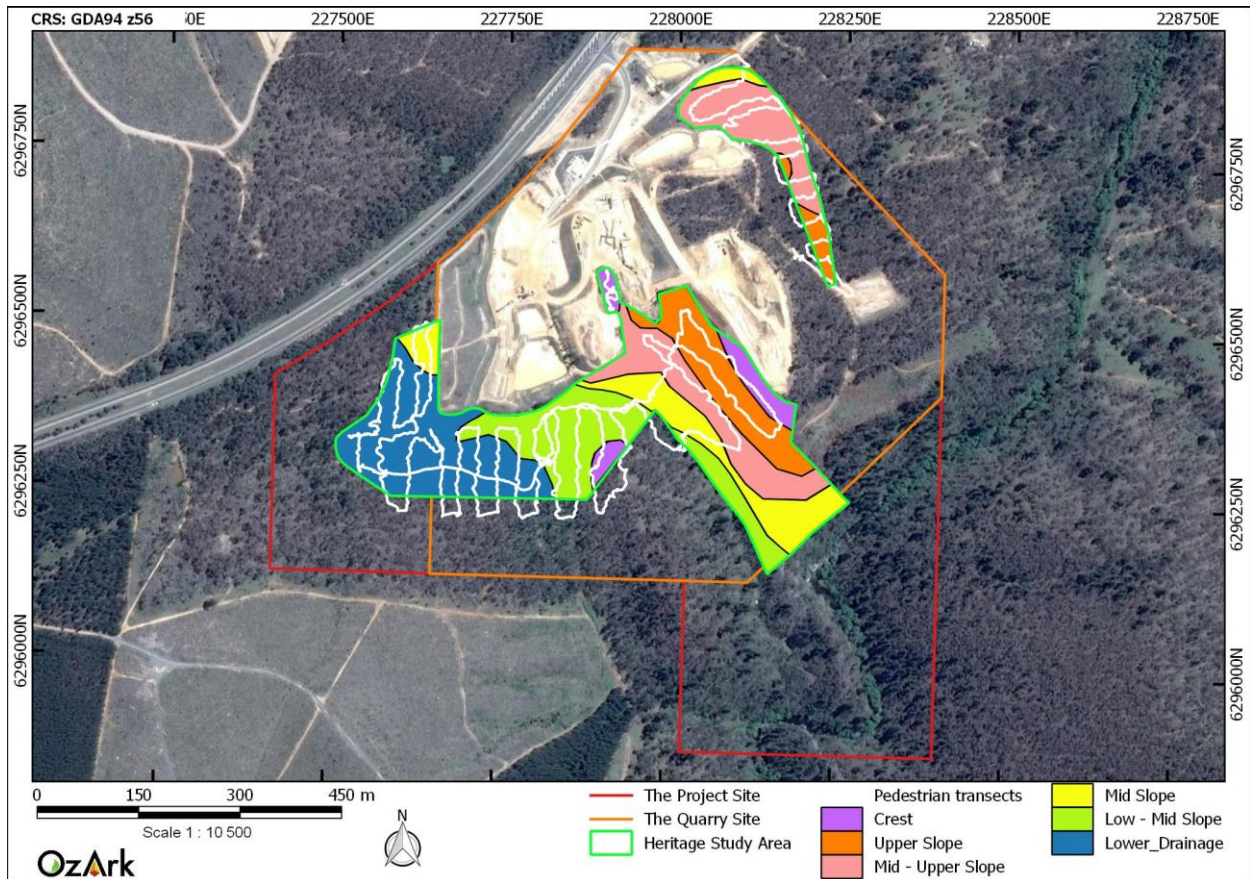 CRS: GDA94 z56
50E
227500E
227750E
228000E
228250E
228500E
228750E
6296750N
6296500N
6296250N
6296000N
6296750N
6296500N
6296250N
6296000N
0 150 300 450 m
Scale 1 : 10 500
N
OzArk
The Project Site
The Quarry Site
Heritage Study Area
Pedestrian transects
Crest
Upper Slope
Mid - Upper Slope
Mid Slope
Low - Mid Slope
Lower_Drainage